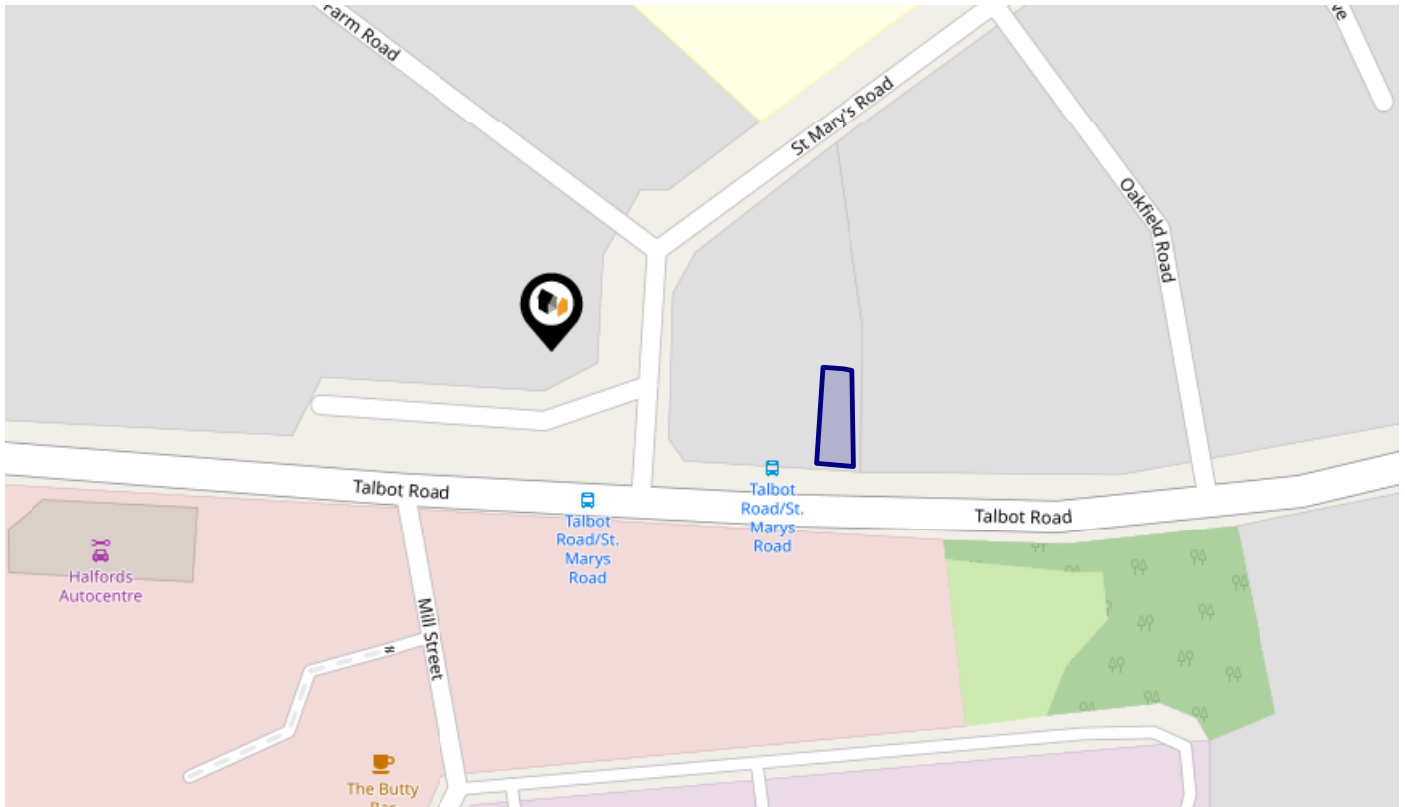 Farm Road
ve
St Mary's Road
Oakfield Road
Talbot Road
Talbot Road
Talbot
Road/St.
Marys
Road
Talbot
Road/St.
Marys
Road
Halfords
Autocentre
Mill Street
The Butty
Bar